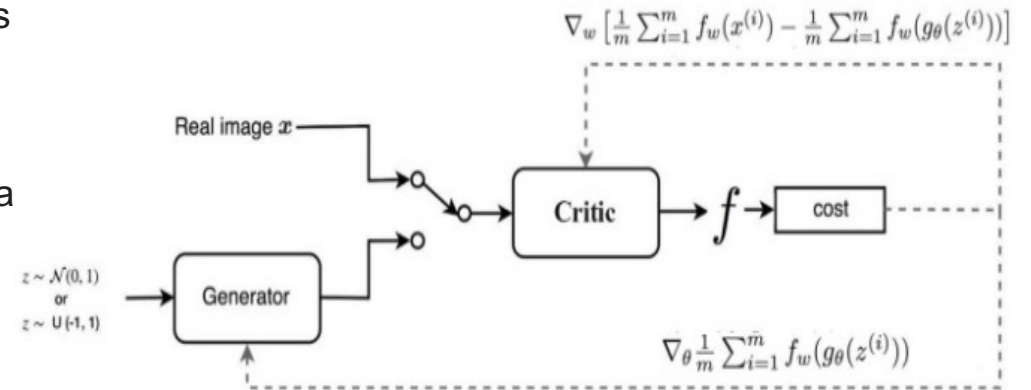 s
∇_w [1/m ∑_{i=1}^m f_w(x^{(i)}) − 1/m ∑_{i=1}^m f_w(g_θ(z^{(i)}))]
Real image x
a
Critic
f
cost
z ~ N(0, 1)
or
z ~ U (-1, 1)
Generator
∇_θ 1/m ∑_{i=1}^m f_w(g_θ(z^{(i)}))